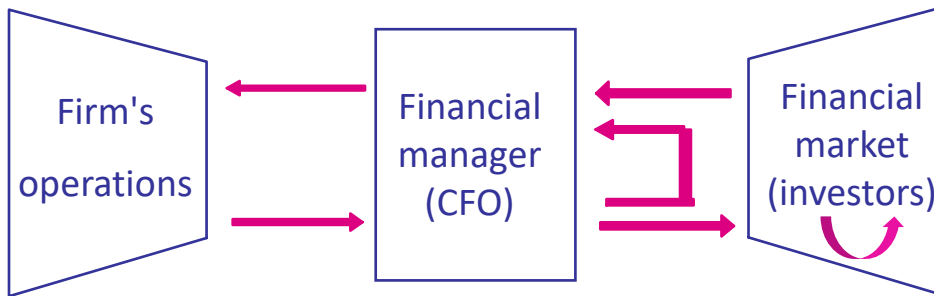 Firm's
operations
Financial
manager
(CFO)
Financial
market
(investors)